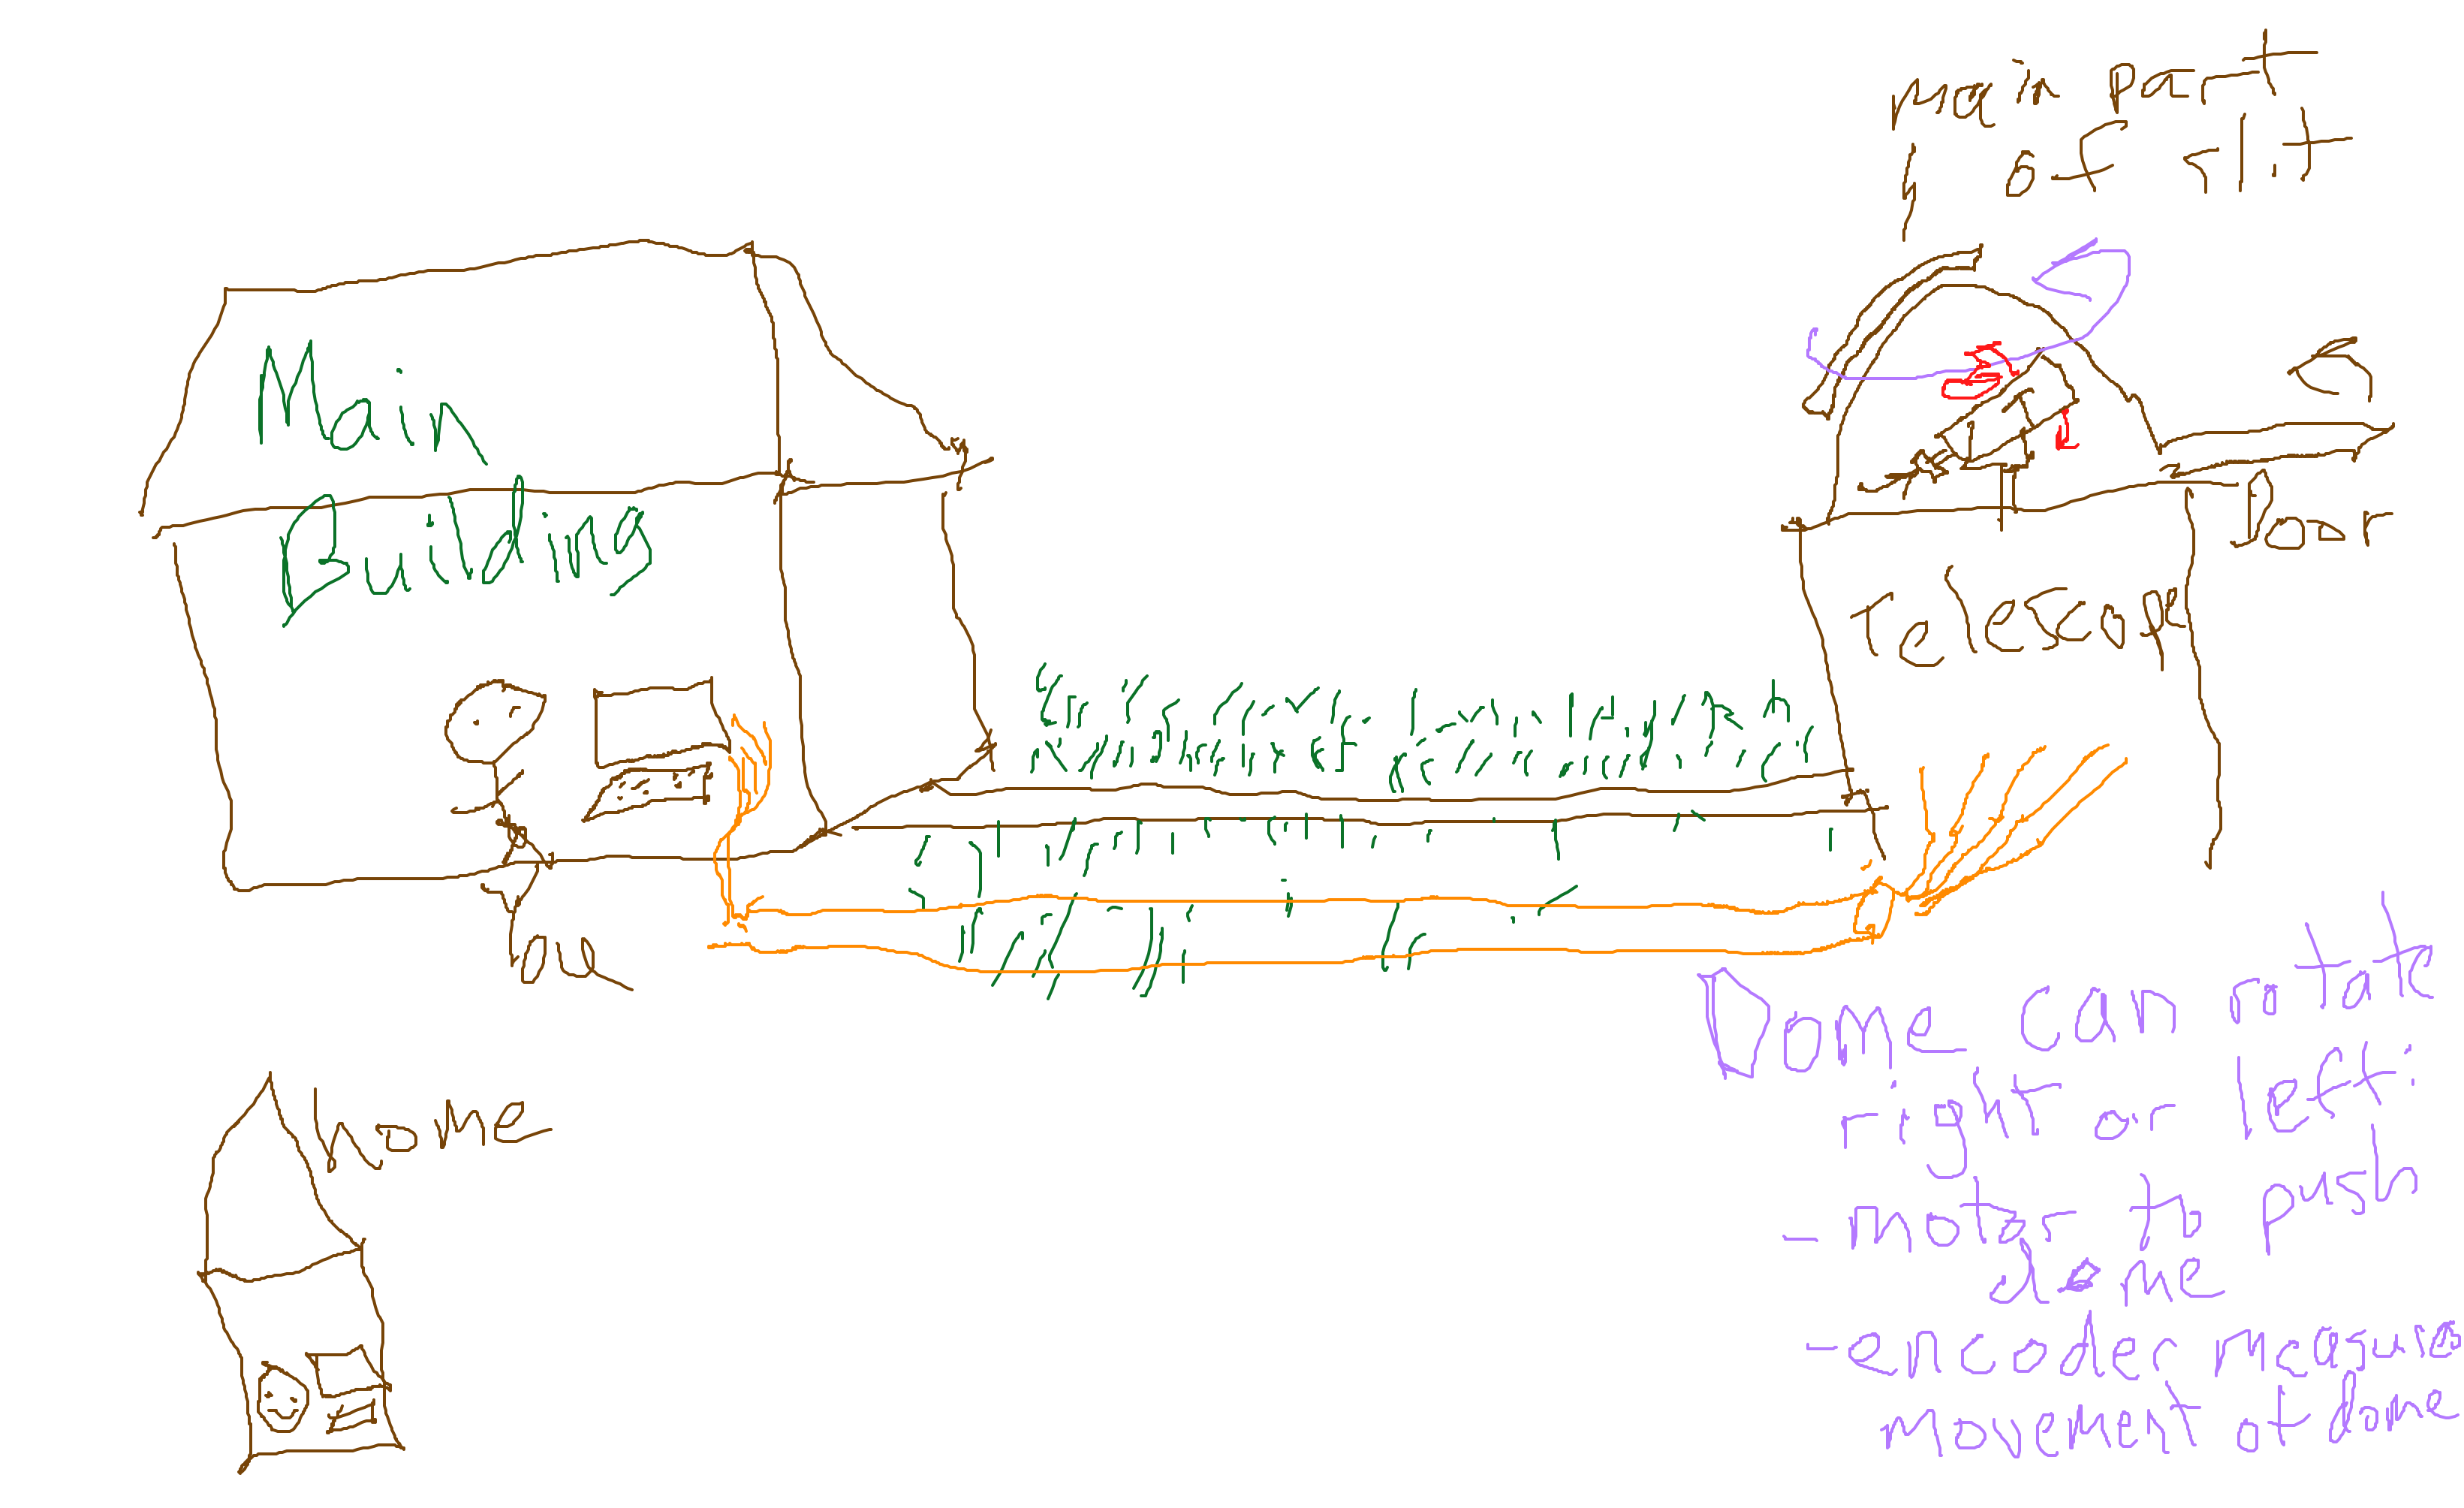 main part
of slit
Main
Building
Door
Telescope
me
home
Dome can rotate
right or left:
- motor to push
dome
- encoder measures
movement of dome